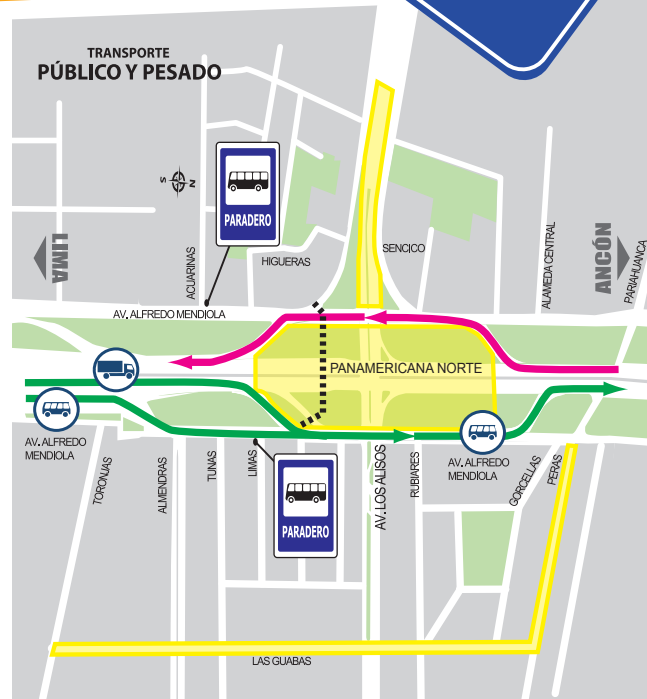 TRANSPORTE
PÚBLICO Y PESADO
PARADERO
N
S
LIMA
ANCÓN
ACUARINAS
HIGUERAS
SENCICO
ALAMEDA CENTRAL
PARIAHUANCA
AV. ALFREDO MENDIOLA
PANAMERICANA NORTE
AV. ALFREDO
MENDIOLA
TORONJAS
ALMENDRAS
TUNAS
LIMAS
PARADERO
AV. LOS ALISOS
RUBIARES
AV. ALFREDO
MENDIOLA
GORCELLAS
PERAS
LAS GUABAS